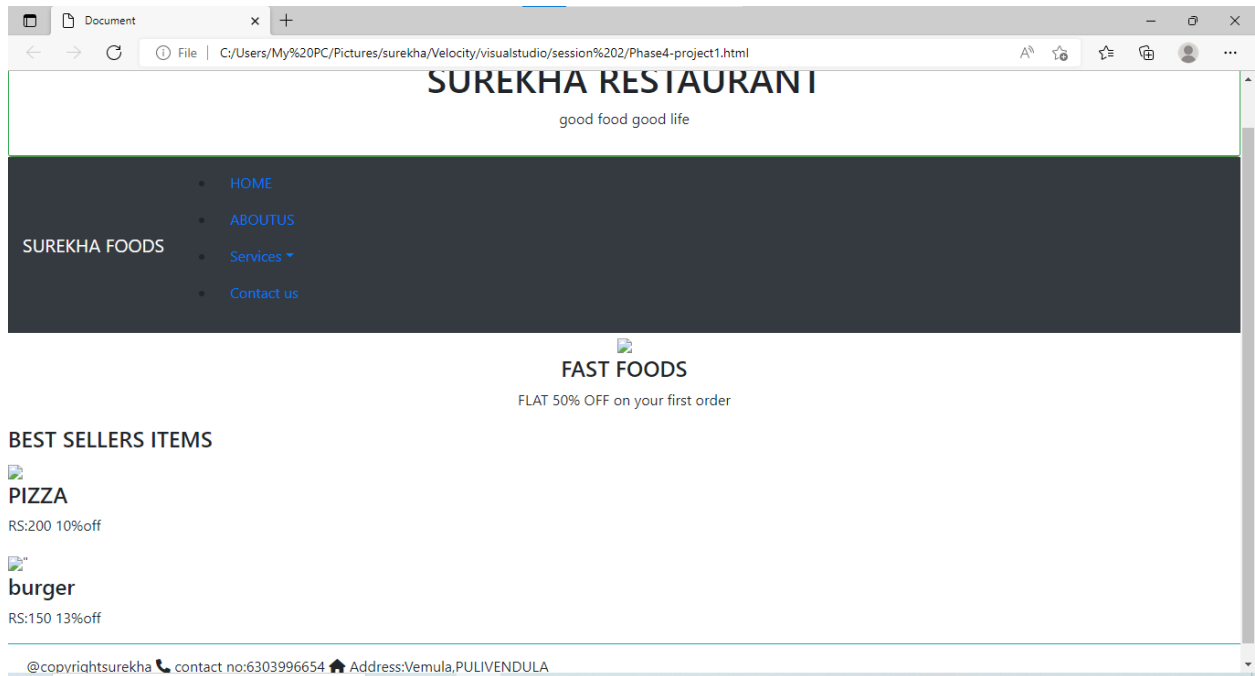 Document
File | C:/Users/My%20PC/Pictures/surekha/Velocity/visualstudio/session%202/Phase4-project1.html
SUREKHA RESTAURANT
good food good life
SUREKHA FOODS
HOME
ABOUTUS
Services
Contact us
FAST FOODS
FLAT 50% OFF on your first order
BEST SELLERS ITEMS
PIZZA
RS:200 10%off
"
burger
RS:150 13%off
@copyrightsurekha contact no:6303996654 Address:Vemula,PULIVENDULA